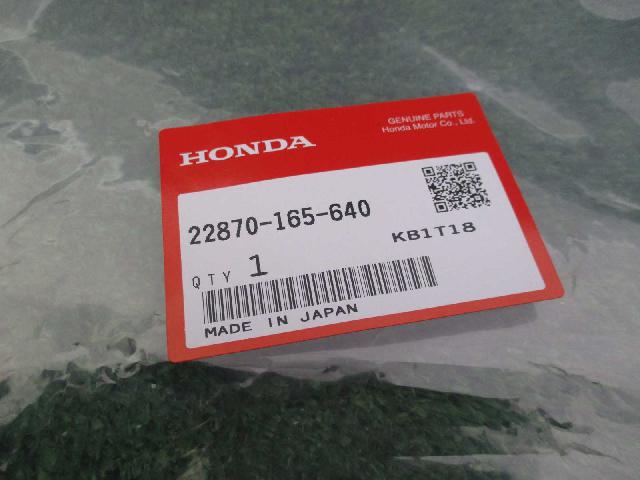 GENUINE PARTS
Honda Motor Co., Ltd.
HONDA
22870-165-640
KB1T18
QTY 1
MADE IN JAPAN